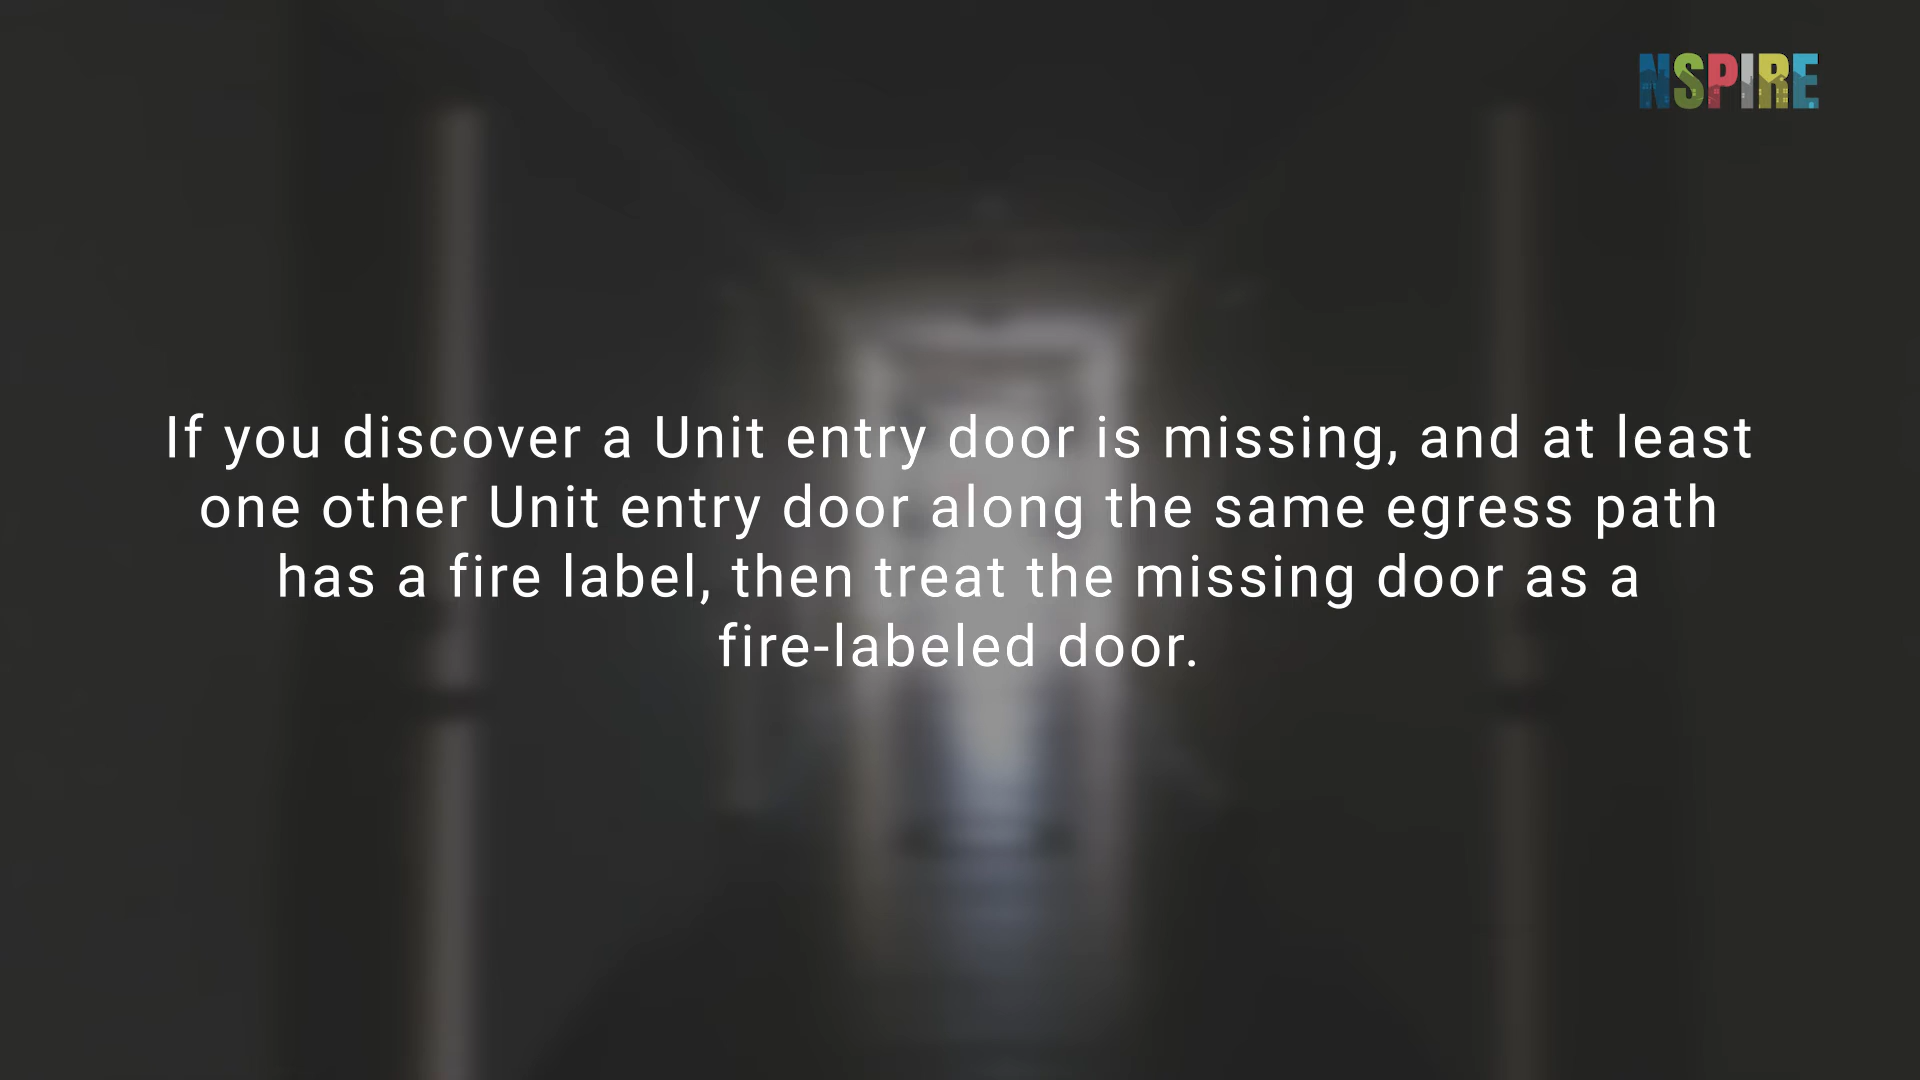 NSPIRE
If you discover a Unit entry door is missing, and at least
one other Unit entry door along the same egress path
has a fire label, then treat the missing door as a
fire-labeled door.